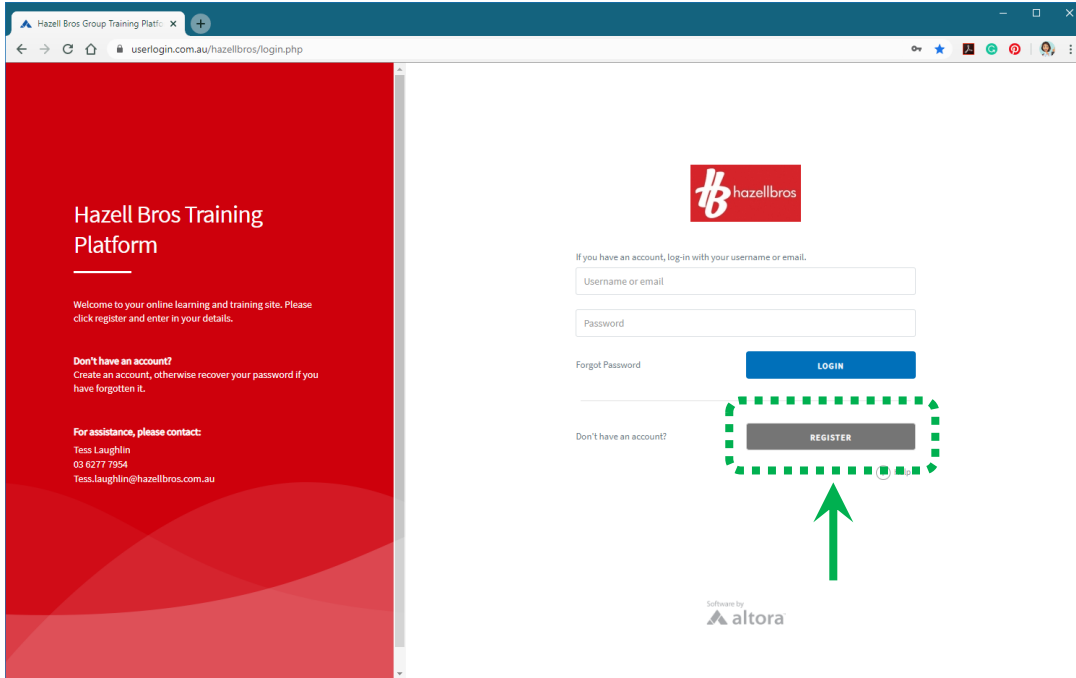 Hazell Bros Group Training Platfo
userlogin.com.au/hazellbros/login.php
Hazell Bros Training
Platform
Welcome to your online learning and training site. Please
click register and enter in your details.
Don't have an account?
Create an account, otherwise recover your password if you
have forgotten it.
For assistance, please contact:
Tess Laughlin
03 6277 7954
Tess.laughlin@hazellbros.com.au
HB hazellbros
If you have an account, log-in with your username or email.
Username or email
Password
Forgot Password
LOGIN
Don't have an account?
REGISTER
Software by
altora